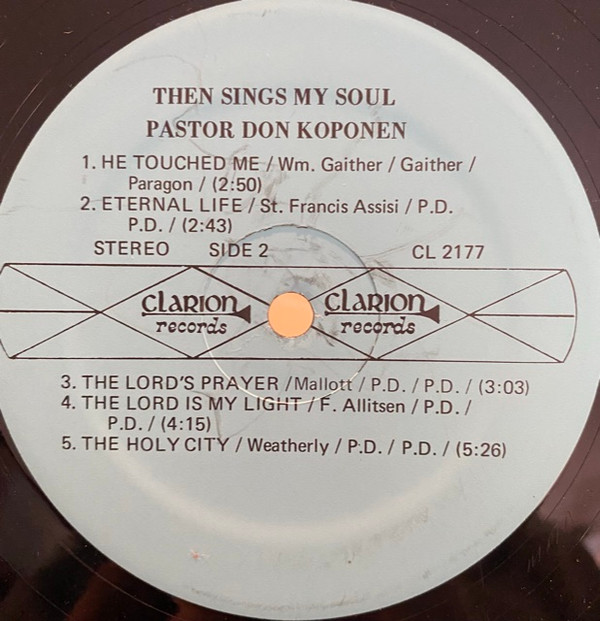 THEN SINGS MY SOUL
PASTOR DON KOPONEN
1. HE TOUCHED ME / Wm. Gaither / Gaither /
Paragon / (2:50)
2. ETERNAL LIFE / St. Francis Assisi / P.D.
P.D. / (2:43)
STEREO SIDE 2 CL 2177
CLARION CLARION
records records
3. THE LORD'S PRAYER / Mallott / P.D. / P.D. / (3:03)
4. THE LORD IS MY LIGHT / F. Allitsen / P.D. /
P.D. / (4:15)
5. THE HOLY CITY / Weatherly / P.D. / P.D. / (5:26)